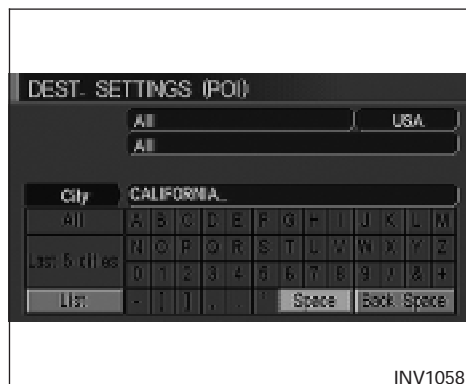 DEST. SETTINGS (POI)
All USA
All
City CALIFORNIA_
All A B C D E F G H I J K L M
Last 5 cities N O P Q R S T U V W X Y Z
0 1 2 3 4 5 6 7 8 9 / & +
List - [ ] , . ' Space Back Space
INV1058